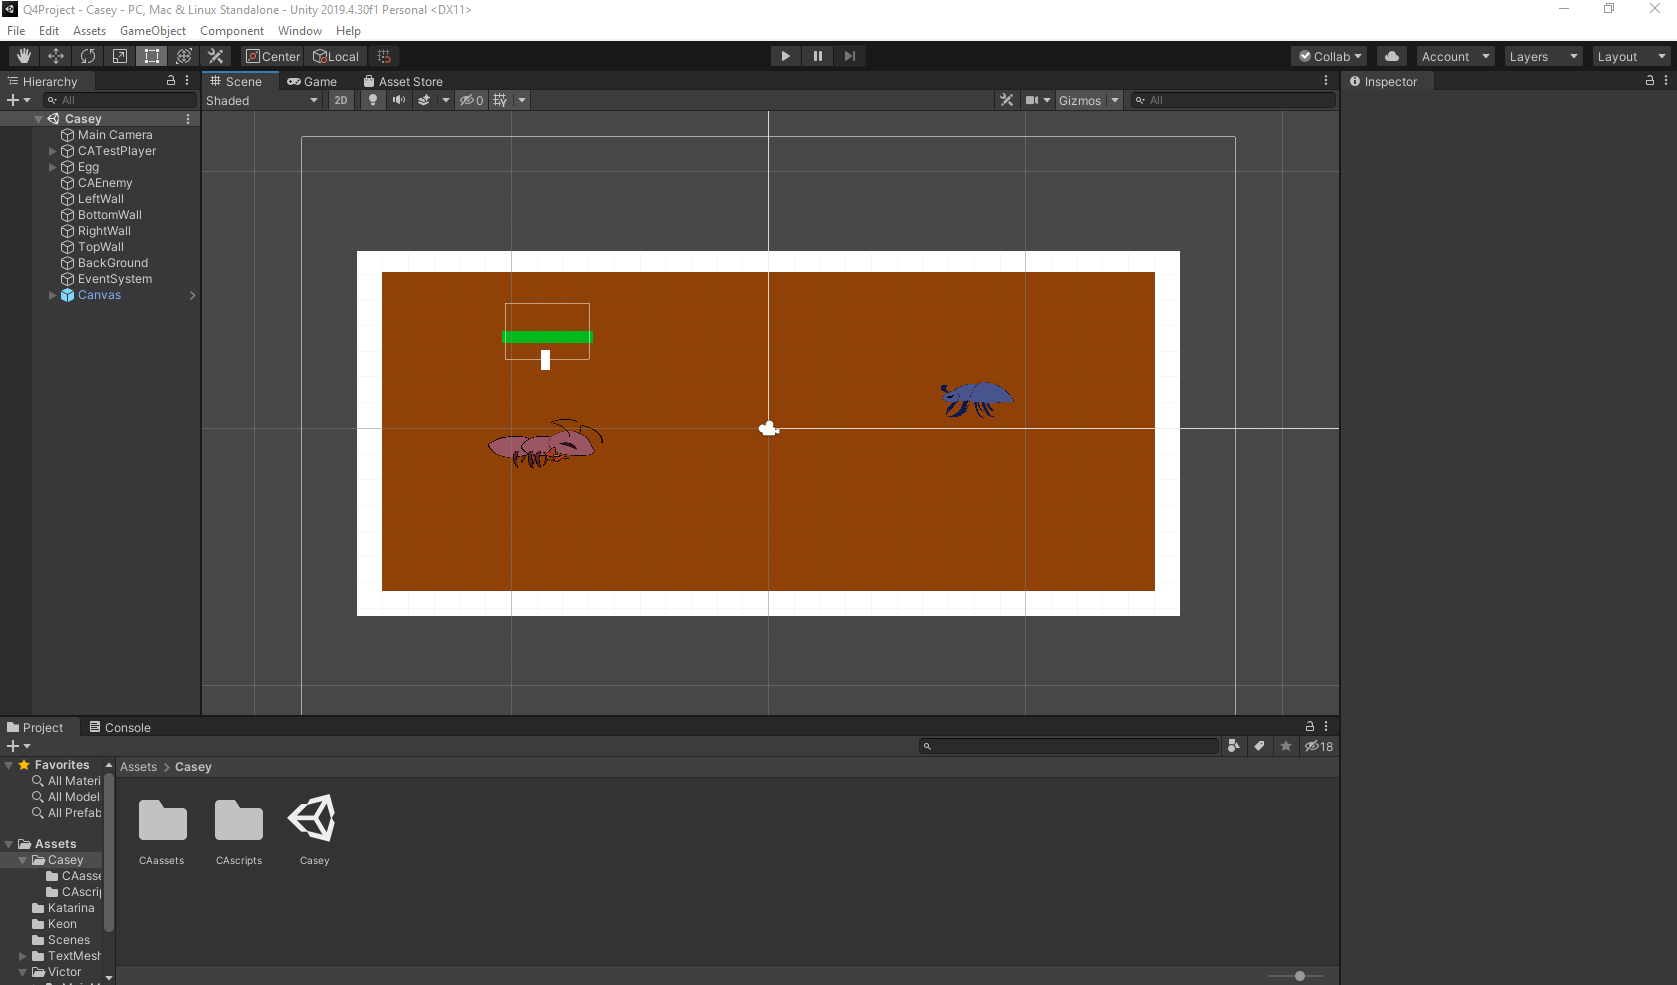 Q4Project - Casey - PC, Mac & Linux Standalone - Unity 2019.4.30f1 Personal <DX11>
File Edit Assets GameObject Component Window Help
Center Local Collab Account Layers Layout
Hierarchy
All
Casey
Main Camera
CATestPlayer
Egg
CAEnemy
LeftWall
BottomWall
RightWall
TopWall
BackGround
EventSystem
Canvas
Scene Game Asset Store
Shaded 2D 0 Gizmos All
Inspector
Project Console
18
Favorites
All Materi
All Model
All Prefab
Assets
Casey
CAasse
CAscrip
Katarina
Keon
Scenes
TextMesh
Victor
Assets > Casey
CAassets CAscripts Casey